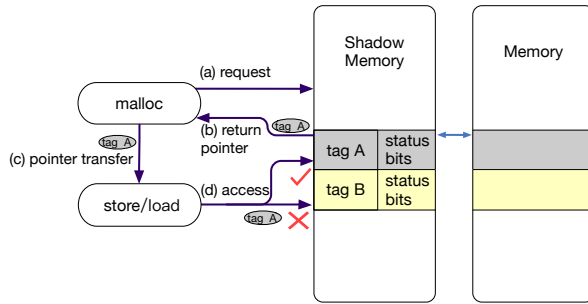 Shadow
Memory
Memory
(a) request
malloc
tag A
(b) return
pointer
tag A
(c) pointer transfer
tag A
status
bits
(d) access
store/load
tag A
tag B
status
bits